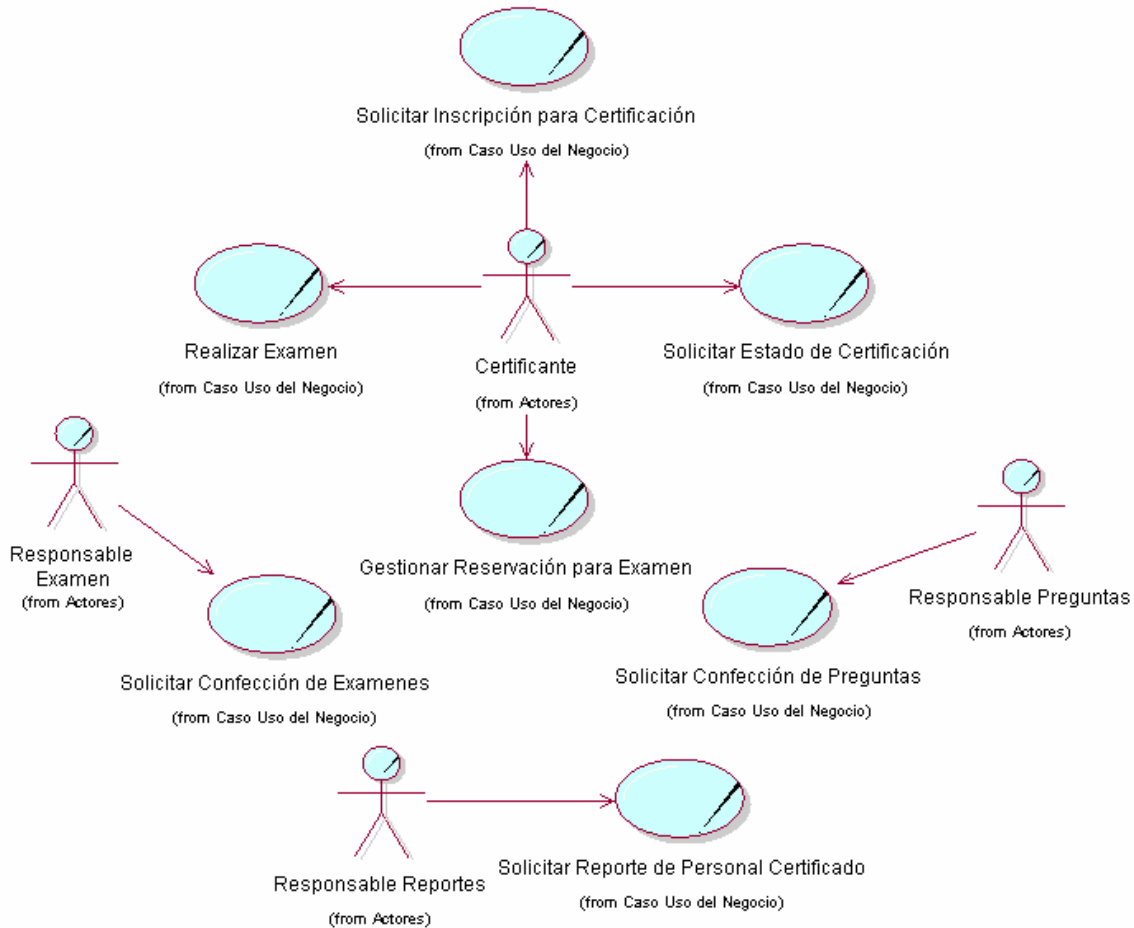 Solicitar Inscripción para Certificación
(from Caso Uso del Negocio)
Realizar Examen
(from Caso Uso del Negocio)
Certificante
(from Actores)
Solicitar Estado de Certificación
(from Caso Uso del Negocio)
Responsable
Examen
(from Actores)
Gestionar Reservación para Examen
(from Caso Uso del Negocio)
Responsable Preguntas
(from Actores)
Solicitar Confección de Examenes
(from Caso Uso del Negocio)
Solicitar Confección de Preguntas
(from Caso Uso del Negocio)
Responsable Reportes
(from Actores)
Solicitar Reporte de Personal Certificado
(from Caso Uso del Negocio)